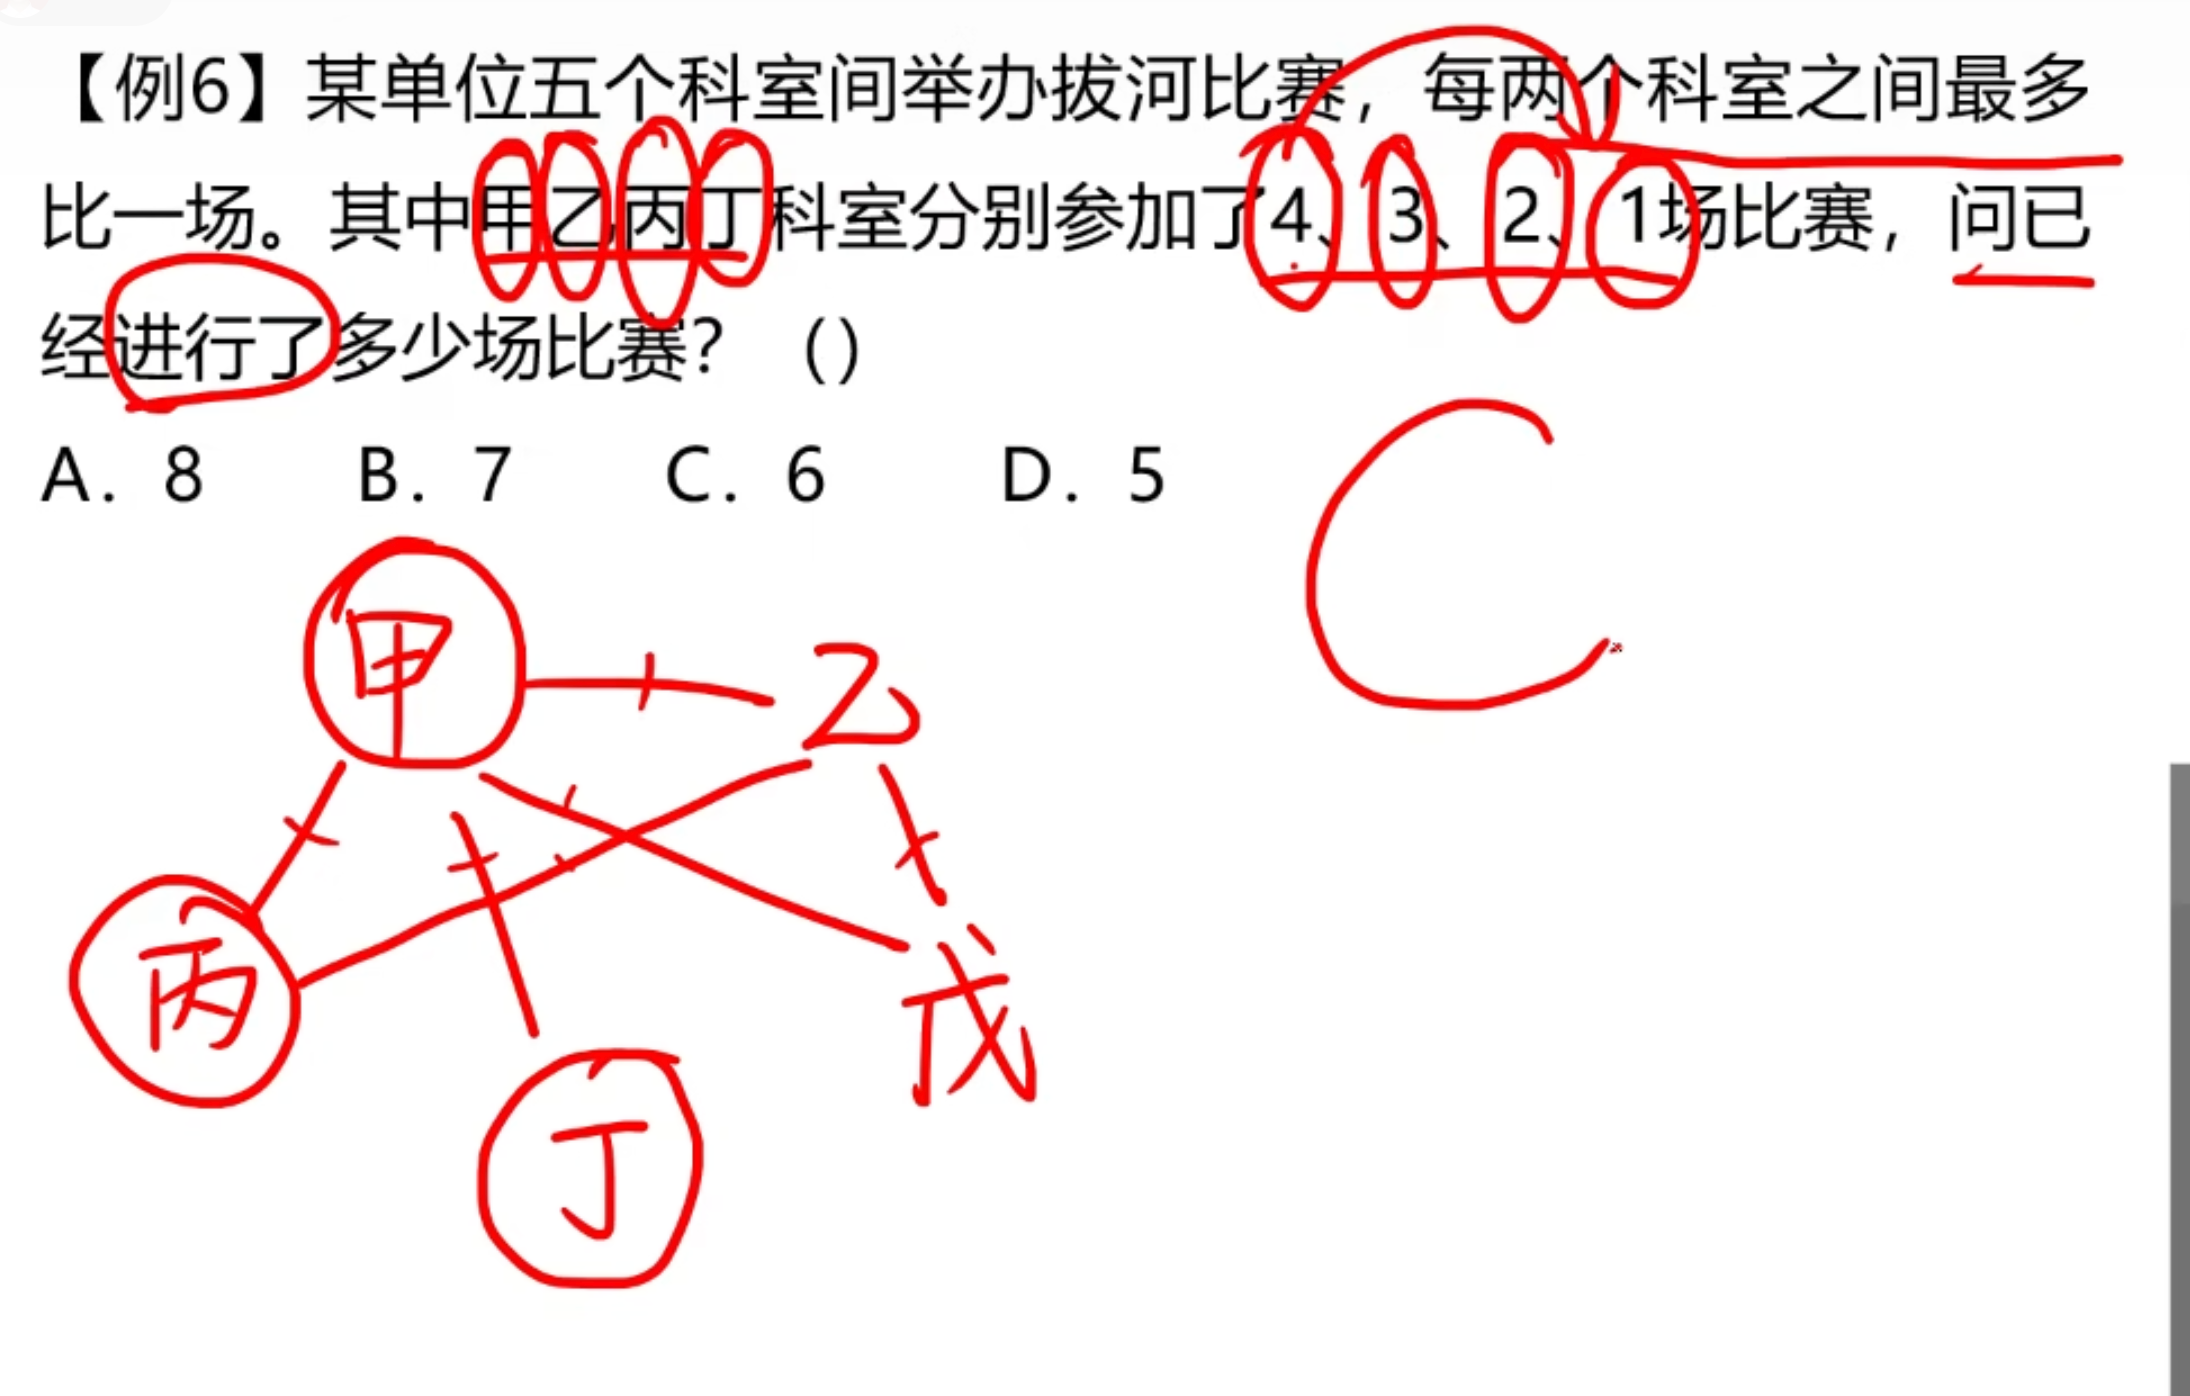 【例6】某单位五个科室间举办拔河比赛，每两个科室之间最多
比一场。其中甲乙丙丁科室分别参加了4、3、2、1场比赛，问已
经进行了多少场比赛？（）
A. 8 B. 7 C. 6 D. 5
C
甲 乙
丙 戊
丁